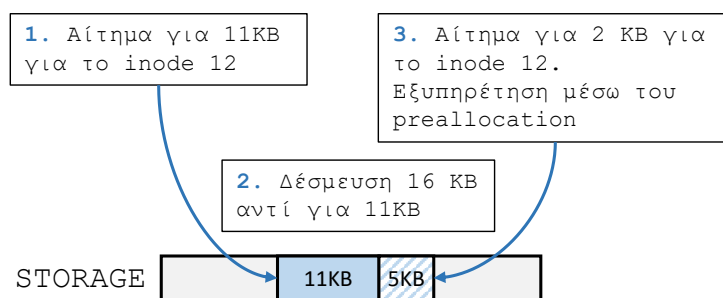 1. Αίτημα για 11KB
για το inode 12
3. Αίτημα για 2 KB για
το inode 12.
Εξυπηρέτηση μέσω του
preallocation
2. Δέσμευση 16 KB
αντί για 11KB
STORAGE
11KB
5KB